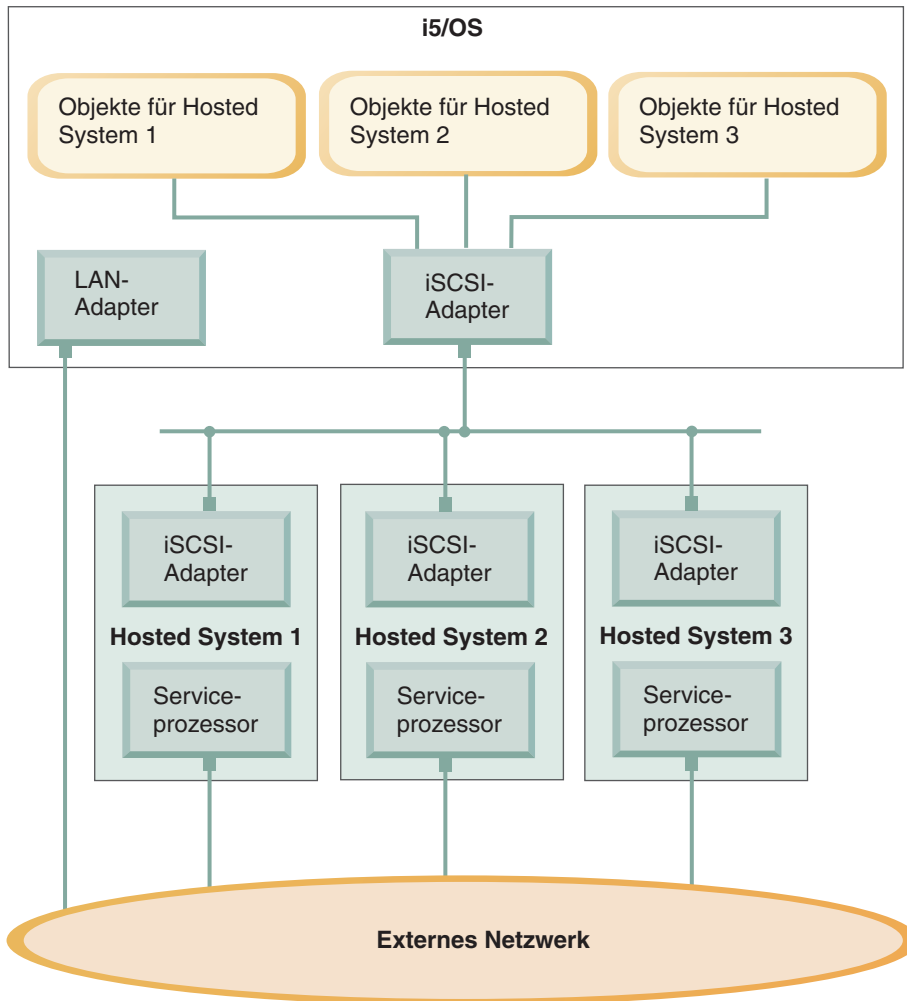 i5/OS
Objekte für Hosted
System 1
Objekte für Hosted
System 2
Objekte für Hosted
System 3
LAN-
Adapter
iSCSI-
Adapter
iSCSI-
Adapter
iSCSI-
Adapter
iSCSI-
Adapter
Hosted System 1
Hosted System 2
Hosted System 3
Service-
prozessor
Service-
prozessor
Service-
prozessor
Externes Netzwerk